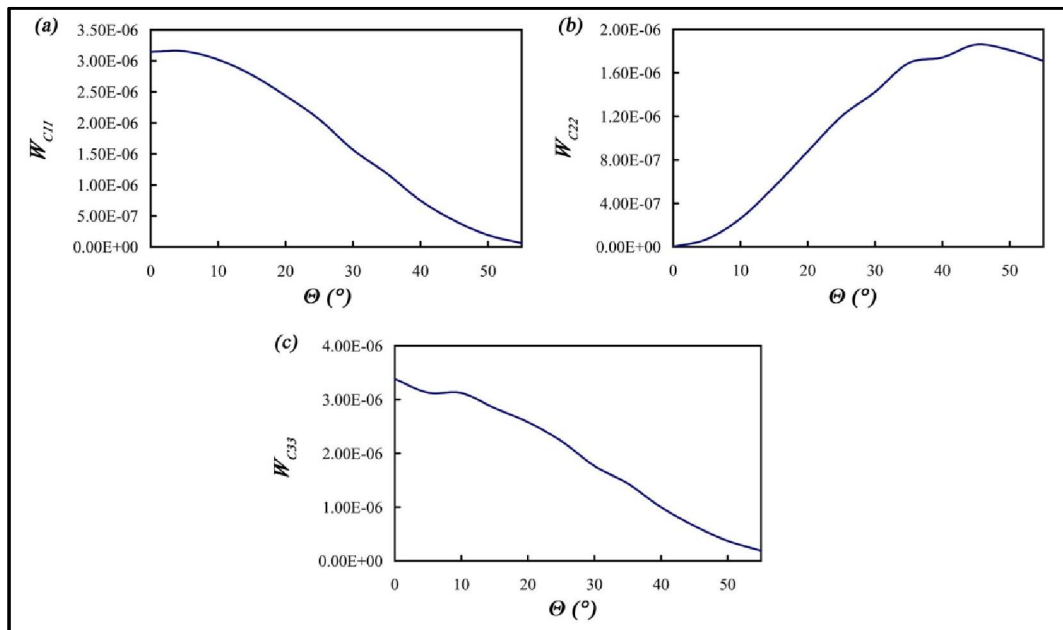 (a)
3.50E-06
3.00E-06
2.50E-06
2.00E-06
1.50E-06
1.00E-06
5.00E-07
0.00E+00
W_C11
0 10 20 30 40 50
Θ (°)
(b)
2.00E-06
1.60E-06
1.20E-06
8.00E-07
4.00E-07
0.00E+00
W_C22
0 10 20 30 40 50
Θ (°)
(c)
4.00E-06
3.00E-06
2.00E-06
1.00E-06
0.00E+00
W_C33
0 10 20 30 40 50
Θ (°)